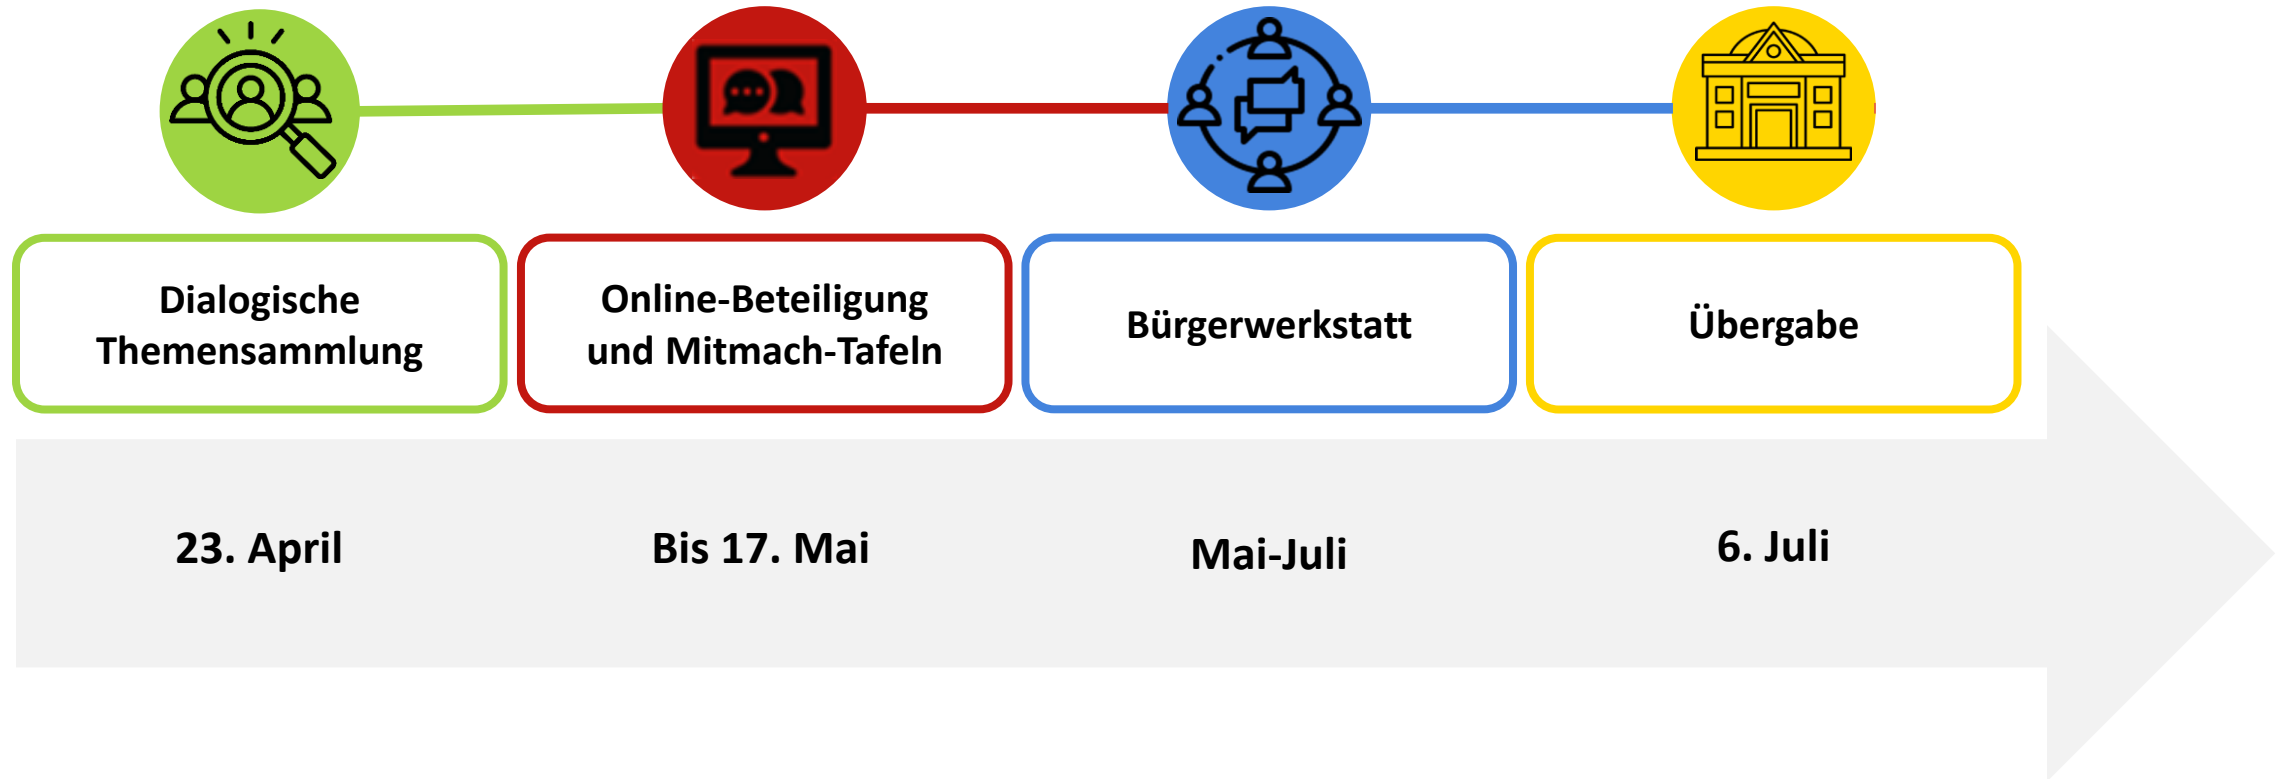 Dialogische
Themensammlung
Online-Beteiligung
und Mitmach-Tafeln
Bürgerwerkstatt
Übergabe
23. April
Bis 17. Mai
Mai-Juli
6. Juli